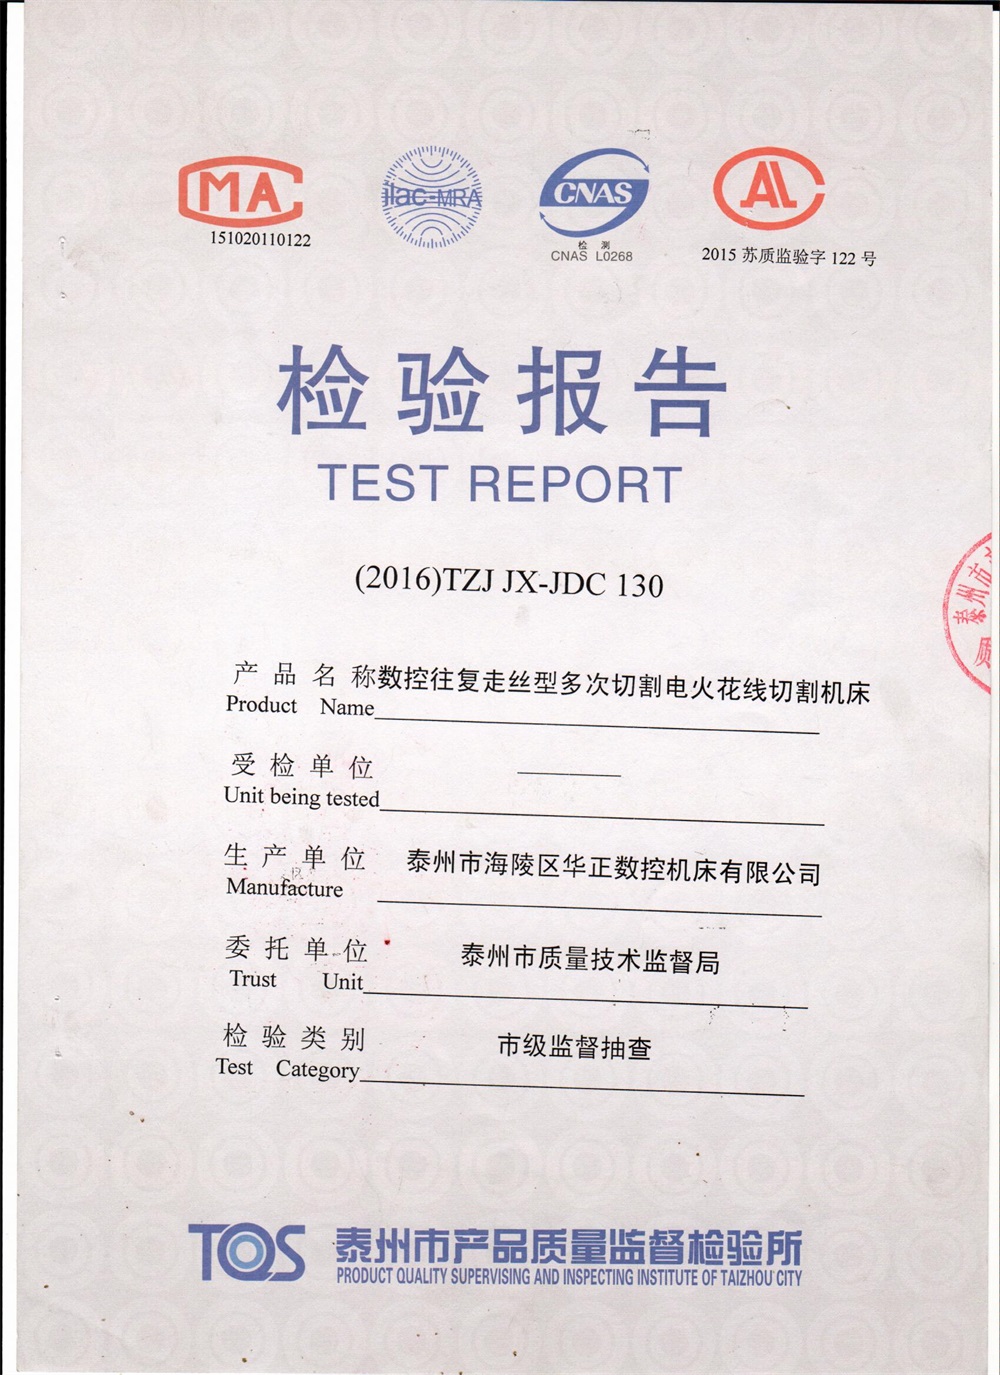 MA
ilac-MRA
CNAS
AL
151020110122
检 测
CNAS L0268
2015 苏质监验字 122 号
检验报告
TEST REPORT
(2016)TZJ JX-JDC 130
泰州市
质
产品名称 数控往复走丝型多次切割电火花线切割机床
Product Name
受检单位 ————
Unit being tested
生产单位 泰州市海陵区华正数控机床有限公司
Manufacture
委托单位 泰州市质量技术监督局
Trust Unit
检验类别 市级监督抽查
Test Category
TQS 泰州市产品质量监督检验所
PRODUCT QUALITY SUPERVISING AND INSPECTING INSTITUTE OF TAIZHOU CITY